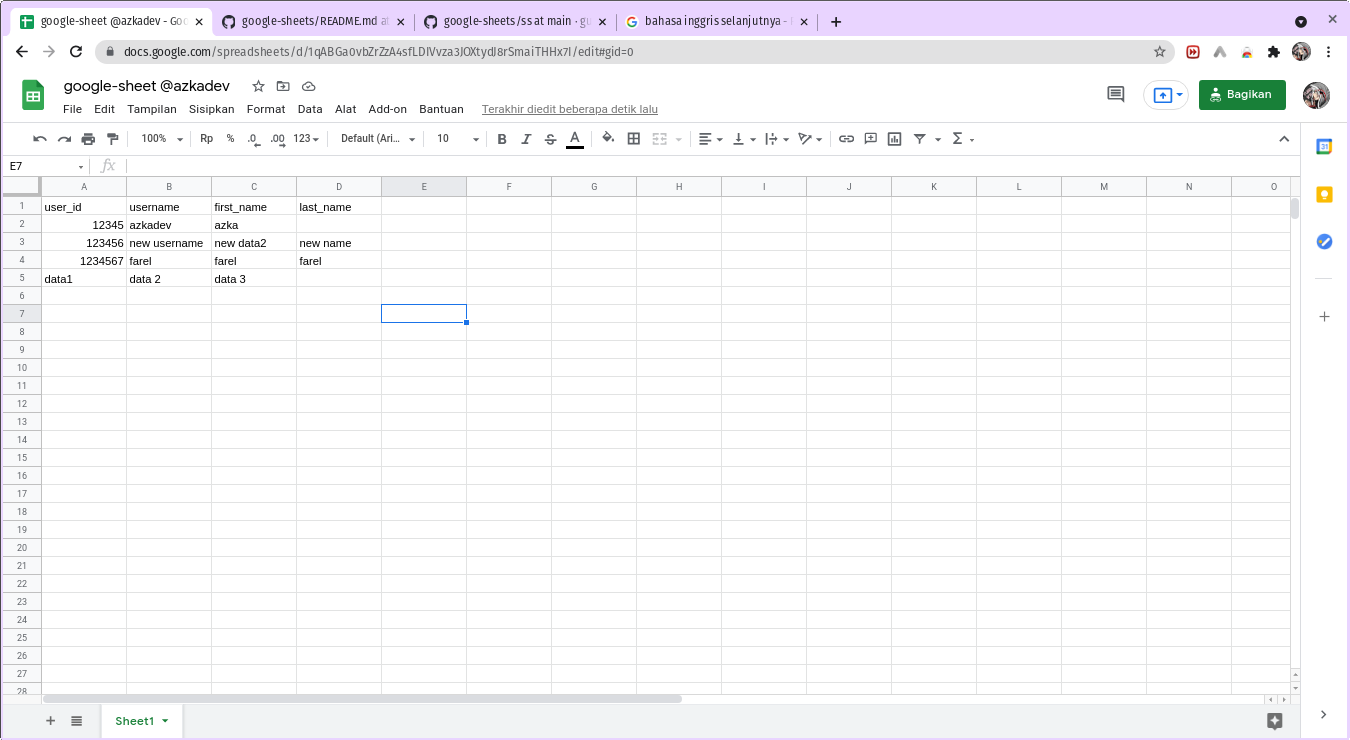 google-sheet @azkadev - Goo
google-sheets/README.md at
google-sheets/ss at main · gu
bahasa inggris selanjutnya -
docs.google.com/spreadsheets/d/1qABGa0vbZrZzA4sfLDIVvza3JOXtydJ8rSmaiTHHx7I/edit#gid=0
google-sheet @azkadev
File Edit Tampilan Sisipkan Format Data Alat Add-on Bantuan Terakhir diedit beberapa detik lalu
Bagikan
100% Rp % .0 .00 123 Default (Ari... 10 B I S A
E7 fx
A B C D E F G H I J K L M N O
1 user_id username first_name last_name
2 12345 azkadev azka
3 123456 new username new data2 new name
4 1234567 farel farel farel
5 data1 data 2 data 3
6
7
8
9
10
11
12
13
14
15
16
17
18
19
20
21
22
23
24
25
26
27
28
Sheet1
31